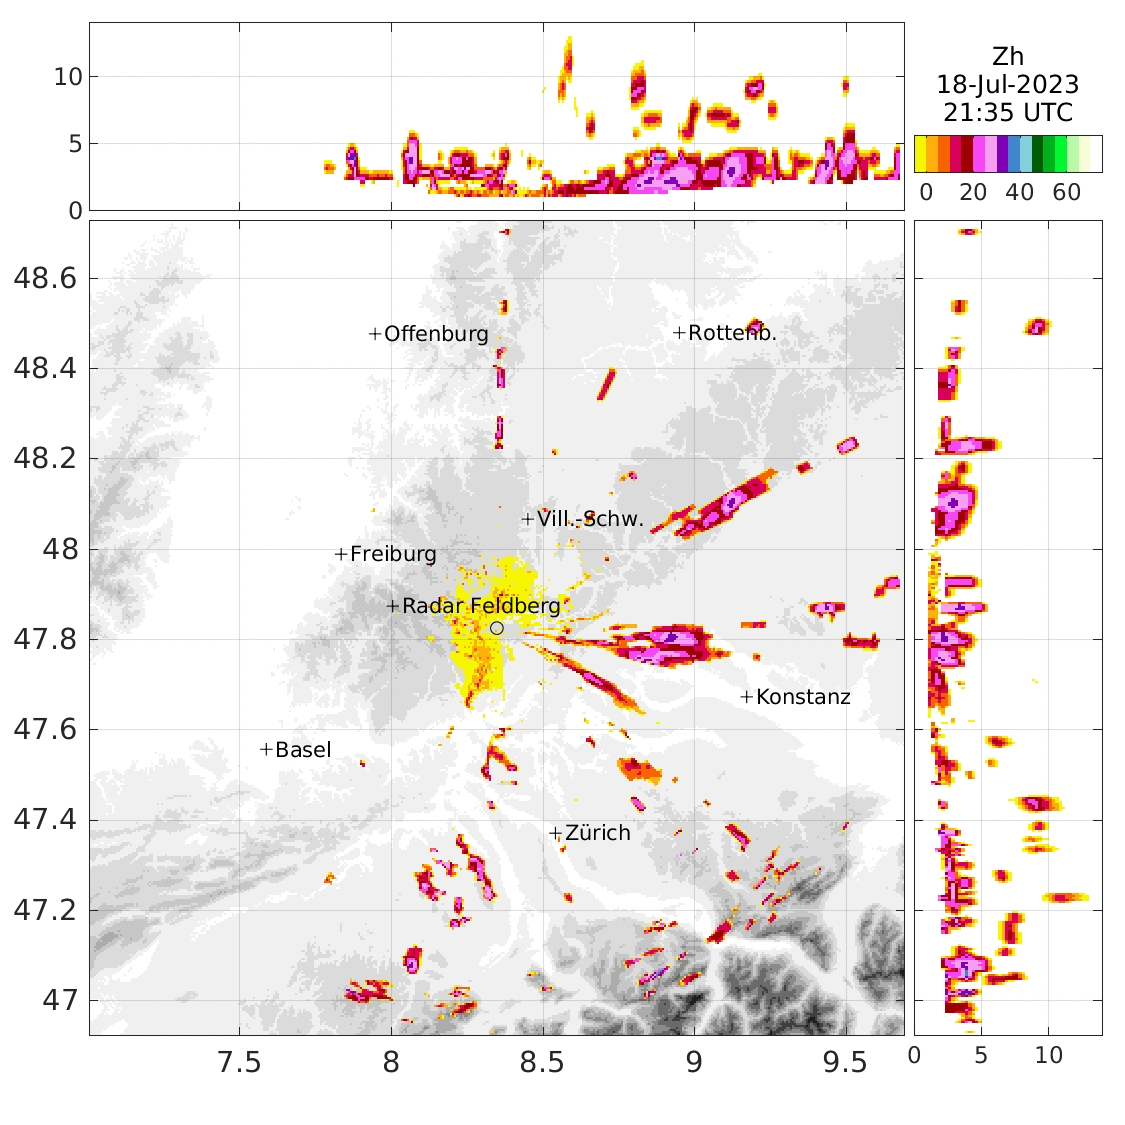 Zh
18-Jul-2023
21:35 UTC
0 20 40 60
10
5
0
48.6
48.4
48.2
48
47.8
47.6
47.4
47.2
47
+Offenburg
+Rottenb.
+Vill.-Schw.
+Freiburg
+Radar Feldberg
+Konstanz
+Basel
+Zürich
7.5 8 8.5 9 9.5
0 5 10